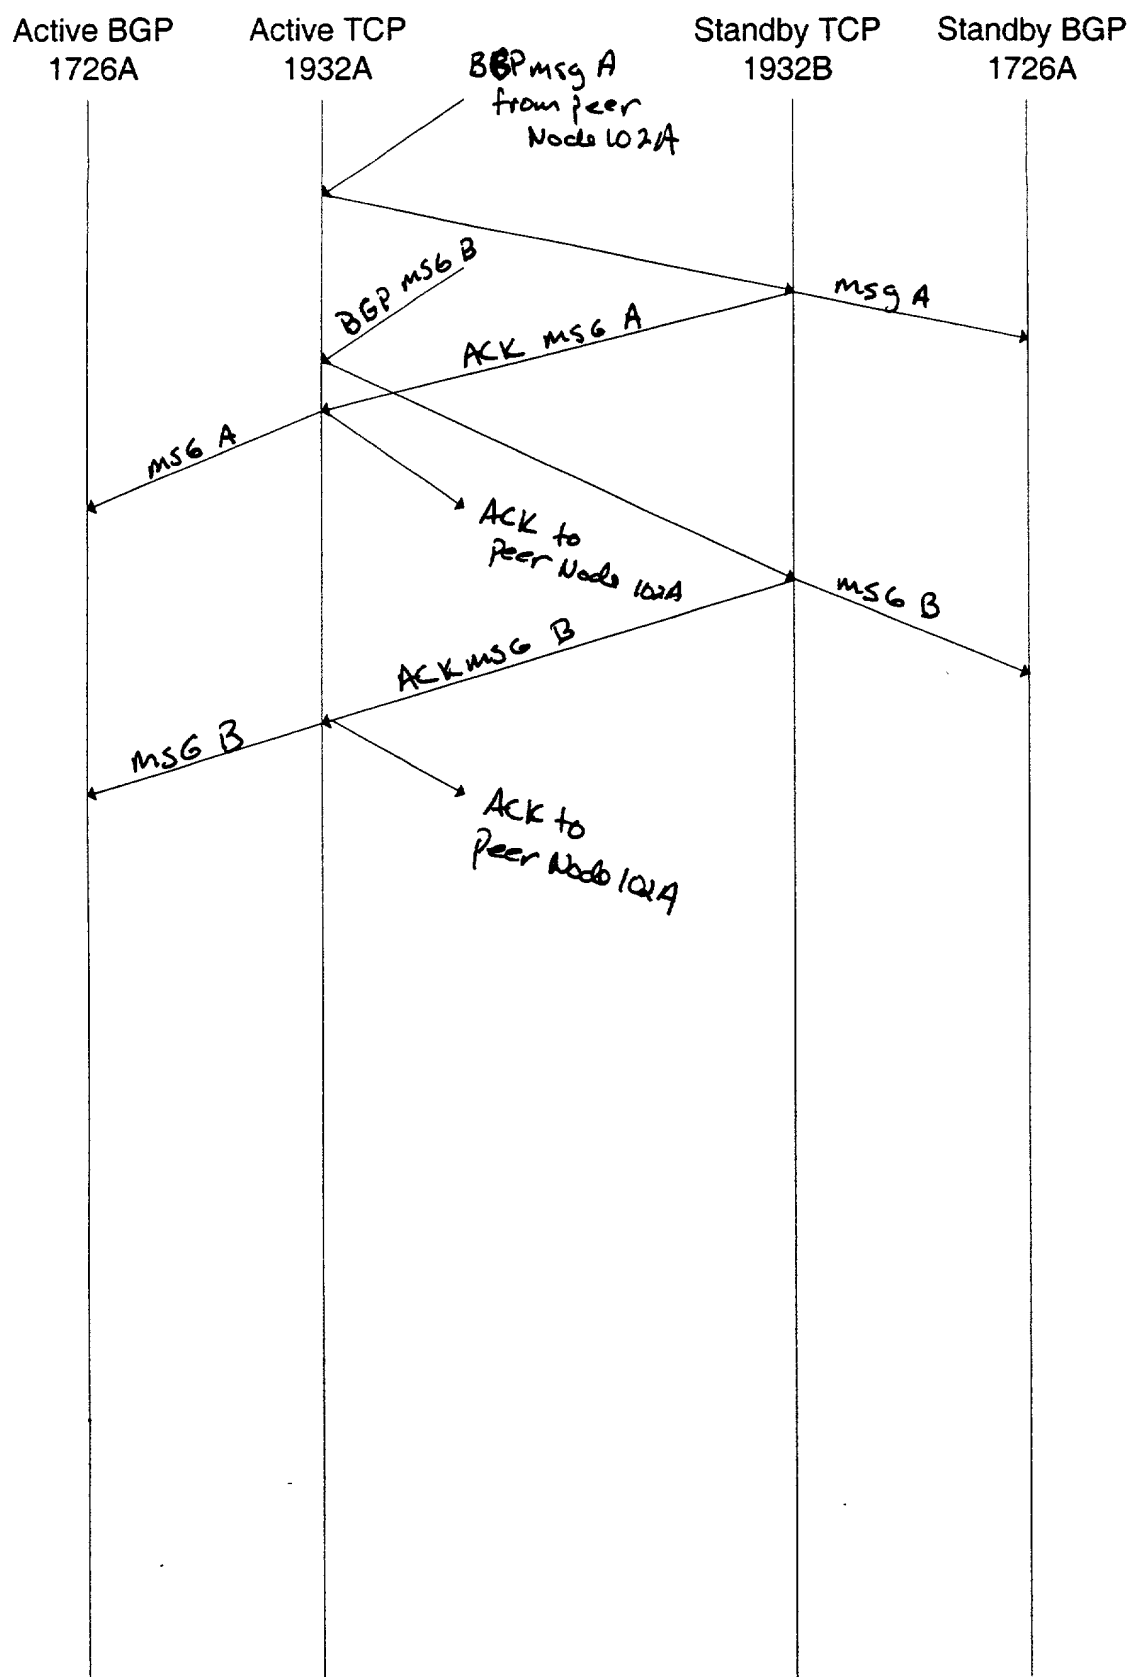 Active BGP
1726A
Active TCP
1932A
Standby TCP
1932B
Standby BGP
1726A
BGP msg A
from peer
Node 102A
BGP MSG B
msg A
ACK MSG A
MSG A
ACK to
Peer Node 102A
MSG B
ACK MSG B
MSG B
ACK to
Peer Node 102A